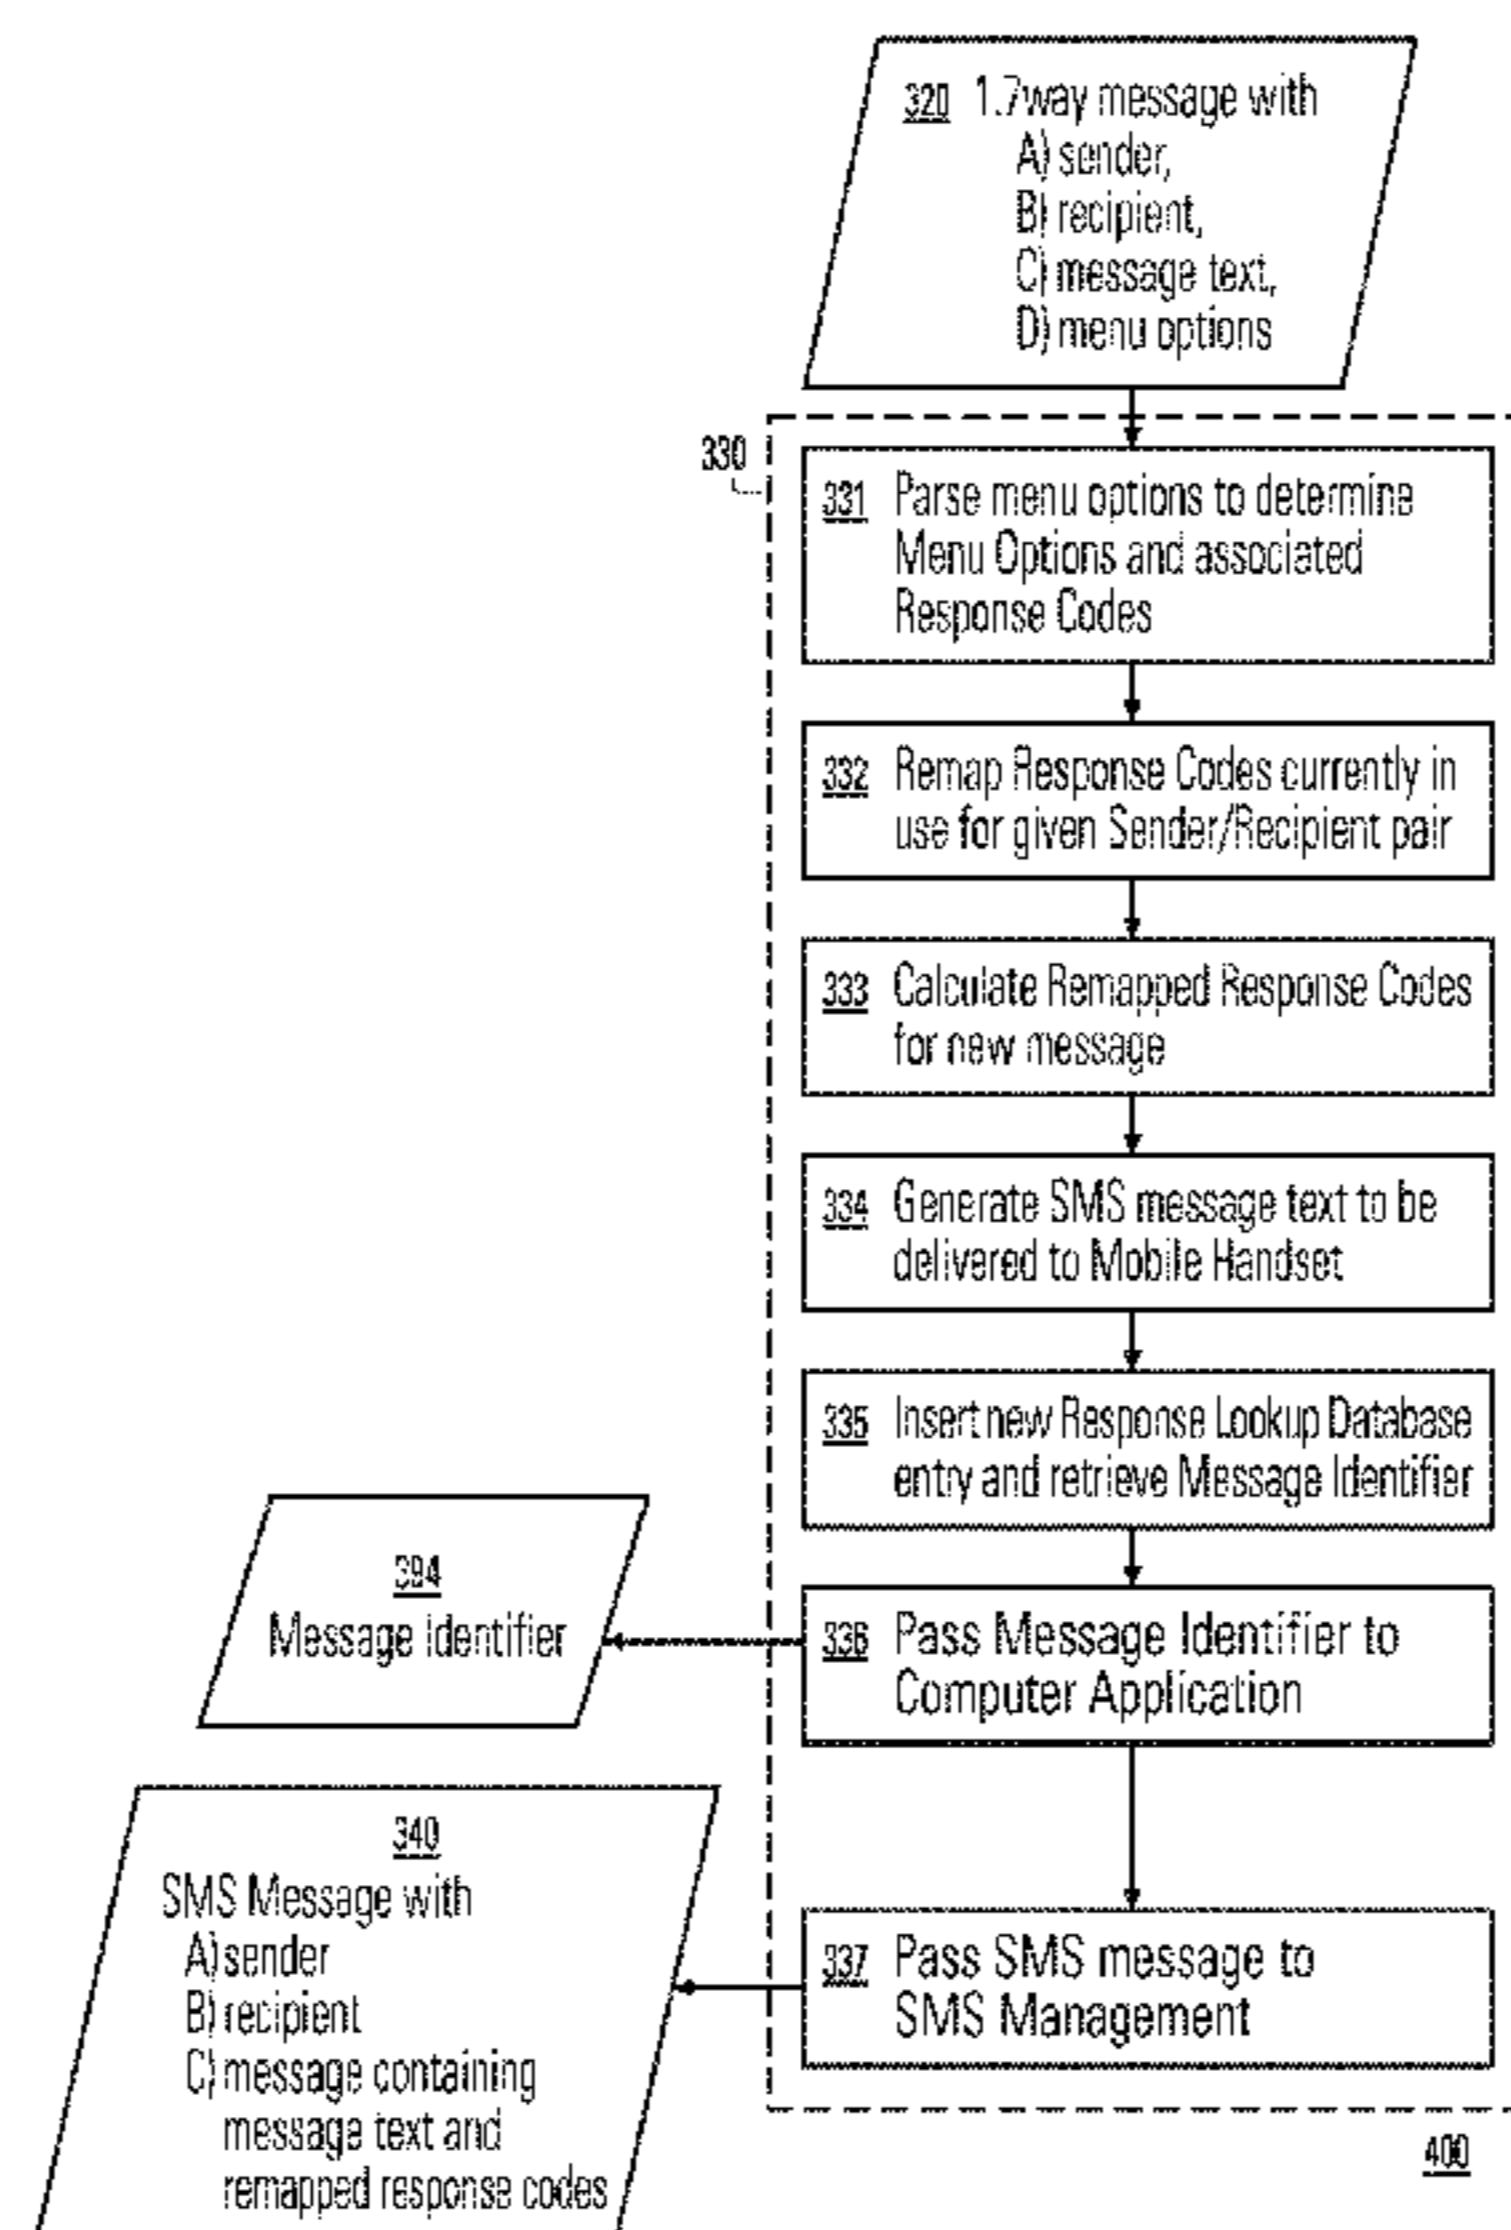 320 1.7way message with
A) sender,
B) recipient,
C) message text,
D) menu options
330
331 Parse menu options to determine
Menu Options and associated
Response Codes
332 Remap Response Codes currently in
use for given Sender/Recipient pair
333 Calculate Remapped Response Codes
for new message
334 Generate SMS message text to be
delivered to Mobile Handset
335 Insert new Response Lookup Database
entry and retrieve Message Identifier
394
Message Identifier
336 Pass Message Identifier to
Computer Application
340
SMS Message with
A) sender
B) recipient
C) message containing
message text and
remapped response codes
337 Pass SMS message to
SMS Management
400